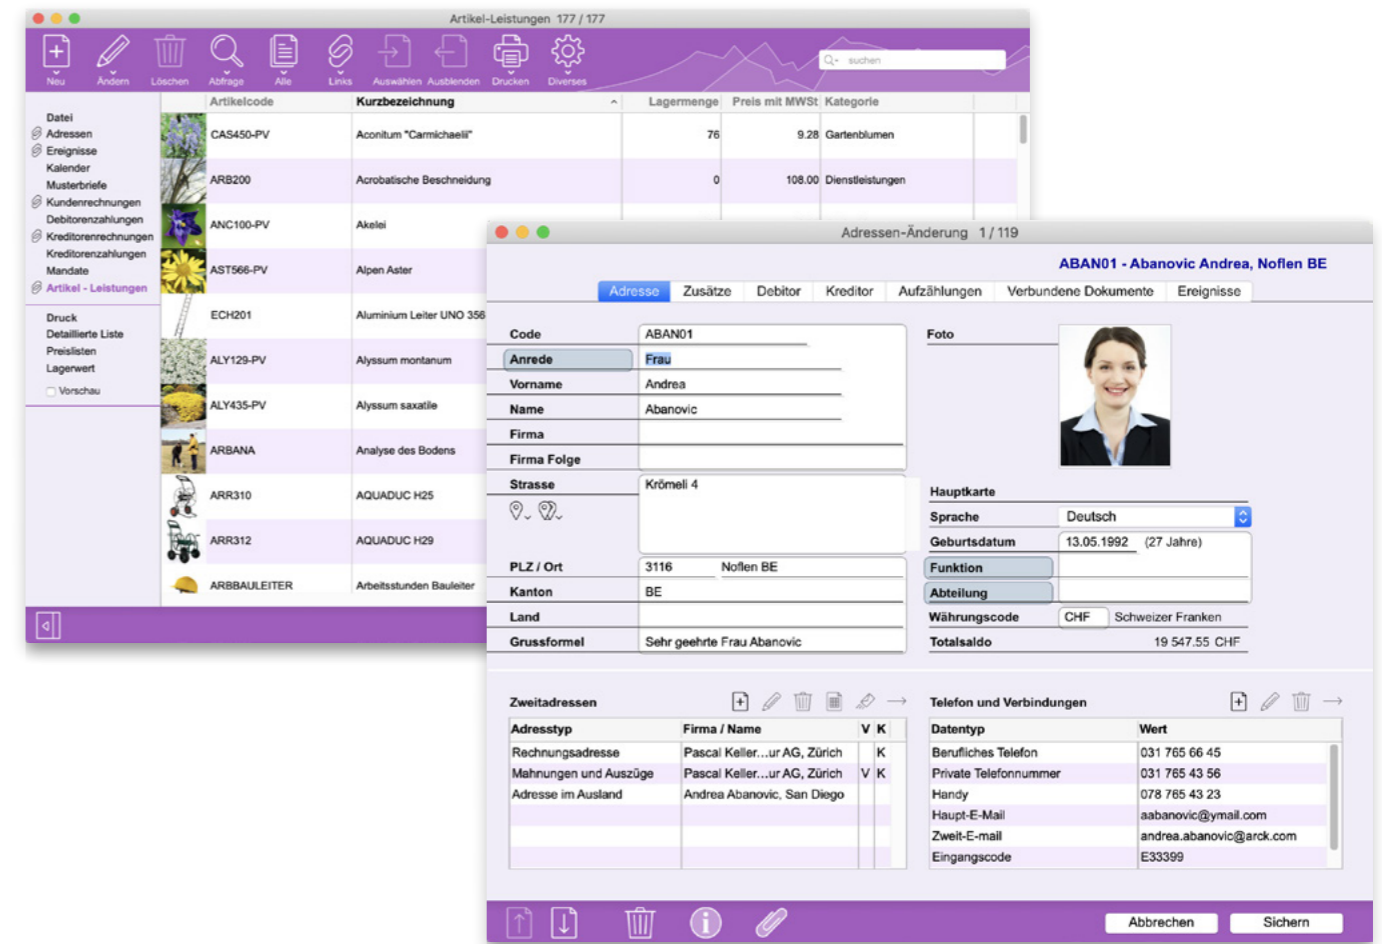 Artikel-Leistungen 177 / 177
Neu Ändern Löschen Abfrage Alle Links Auswählen Ausblenden Drucken Diverses
suchen
Datei
Adressen
Ereignisse
Kalender
Musterbriefe
Kundenrechnungen
Debitorenzahlungen
Kreditorenrechnungen
Kreditorenzahlungen
Mandate
Artikel - Leistungen
Druck
Detaillierte Liste
Preislisten
Lagerwert
Vorschau
Artikelcode Kurzbezeichnung Lagermenge Preis mit MWSt Kategorie
CAS450-PV Aconitum "Carmichaelii" 76 9.28 Gartenblumen
ARB200 Acrobatische Beschneidung 0 108.00 Dienstleistungen
ANC100-PV Akelei
AST566-PV Alpen Aster
ECH201 Aluminium Leiter UNO 356
ALY129-PV Alyssum montanum
ALY435-PV Alyssum saxatile
ARBANA Analyse des Bodens
ARR310 AQUADUC H25
ARR312 AQUADUC H29
ARBBAULEITER Arbeitsstunden Bauleiter
Adressen-Änderung 1 / 119
ABAN01 - Abanovic Andrea, Noflen BE
Adresse Zusätze Debitor Kreditor Aufzählungen Verbundene Dokumente Ereignisse
Code ABAN01
Anrede Frau
Vorname Andrea
Name Abanovic
Firma
Firma Folge
Strasse Krömeli 4
PLZ / Ort 3116 Noflen BE
Kanton BE
Land
Grussformel Sehr geehrte Frau Abanovic
Foto
Hauptkarte
Sprache Deutsch
Geburtsdatum 13.05.1992 (27 Jahre)
Funktion
Abteilung
Währungscode CHF Schweizer Franken
Totalsaldo 19 547.55 CHF
Zweitadressen
Adresstyp Firma / Name V K
Rechnungsadresse Pascal Keller...ur AG, Zürich K
Mahnungen und Auszüge Pascal Keller...ur AG, Zürich V K
Adresse im Ausland Andrea Abanovic, San Diego
Telefon und Verbindungen
Datentyp Wert
Berufliches Telefon 031 765 66 45
Private Telefonnummer 031 765 43 56
Handy 078 765 43 23
Haupt-E-Mail aabanovic@ymail.com
Zweit-E-mail andrea.abanovic@arck.com
Eingangscode E33399
Abbrechen Sichern